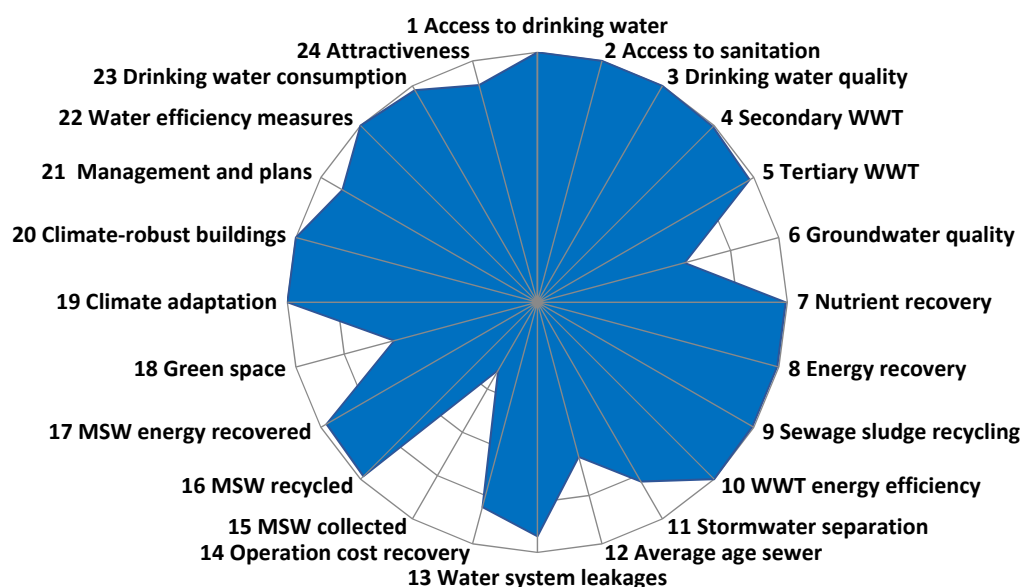 1 Access to drinking water
2 Access to sanitation
3 Drinking water quality
4 Secondary WWT
5 Tertiary WWT
6 Groundwater quality
7 Nutrient recovery
8 Energy recovery
9 Sewage sludge recycling
10 WWT energy efficiency
11 Stormwater separation
12 Average age sewer
13 Water system leakages
14 Operation cost recovery
15 MSW collected
16 MSW recycled
17 MSW energy recovered
18 Green space
19 Climate adaptation
20 Climate-robust buildings
21  Management and plans
22 Water efficiency measures
23 Drinking water consumption
24 Attractiveness